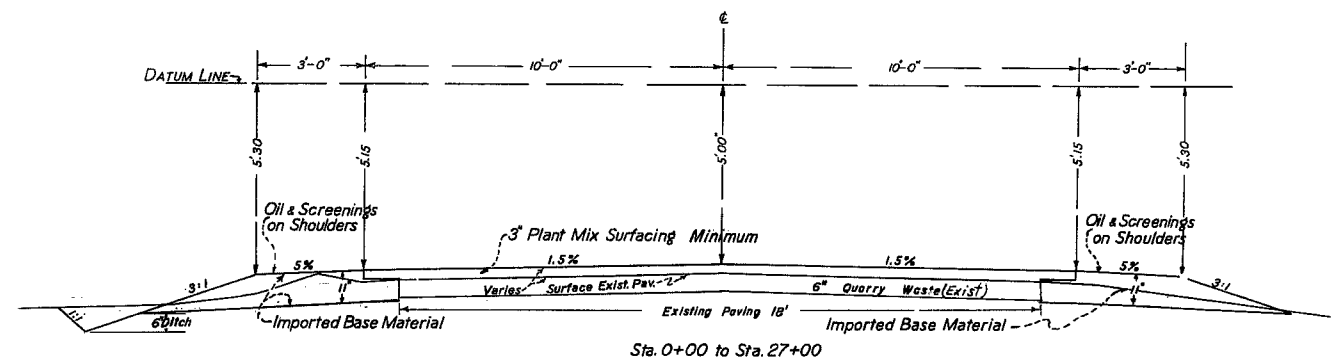 ℄
3'-0"
10'-0"
10'-0"
3'-0"
DATUM LINE
5'.30
5'.15
5'.00"
5'.15
5'.30
Oil & Screenings
on Shoulders
3" Plant Mix Surfacing Minimum
Oil & Screenings
on Shoulders
5%
1.5%
1.5%
5%
3:1
11"
Varies
Surface Exist. Pav.
6" Quarry Waste (Exist)
11"
3:1
1:1
6" Ditch
Imported Base Material
Existing Paving 18'
Imported Base Material
Sta. 0+00 to Sta. 27+00